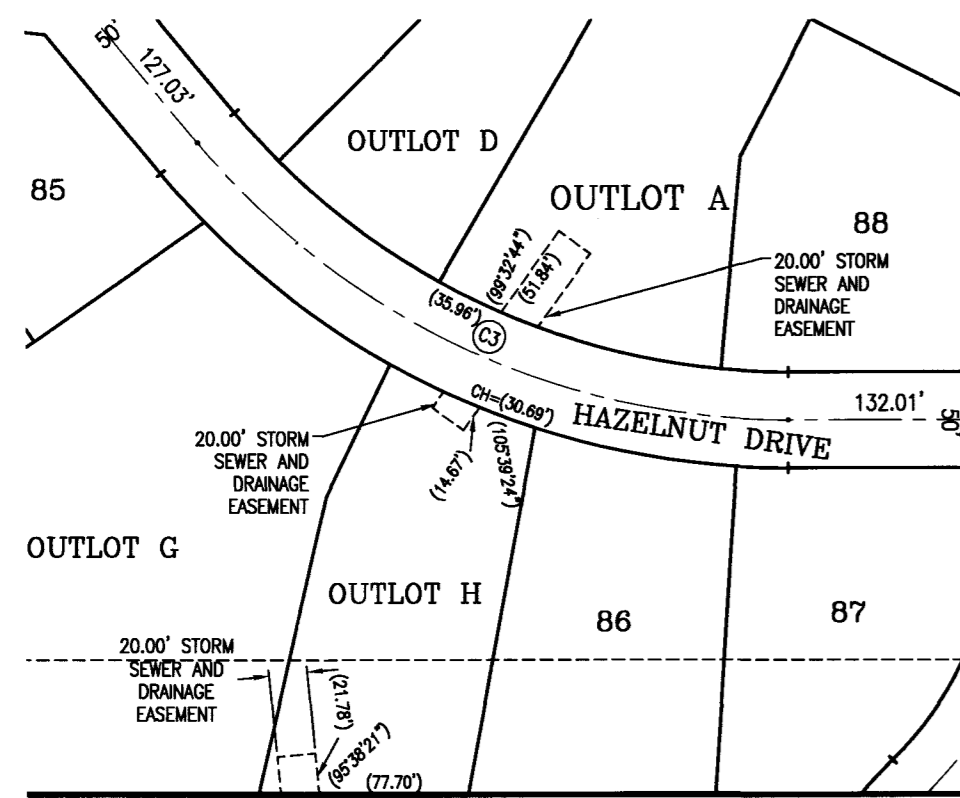 50'
127.03'
OUTLOT D
OUTLOT A
85
88
(99°32'44")
(51.84')
20.00' STORM
SEWER AND
DRAINAGE
EASEMENT
(35.96')
C3
CH=(30.69')
HAZELNUT DRIVE
132.01'
50'
20.00' STORM
SEWER AND
DRAINAGE
EASEMENT
(14.67')
(105°39'24")
OUTLOT G
OUTLOT H
86
87
20.00' STORM
SEWER AND
DRAINAGE
EASEMENT
(21.78')
(95°38'21")
(77.70')